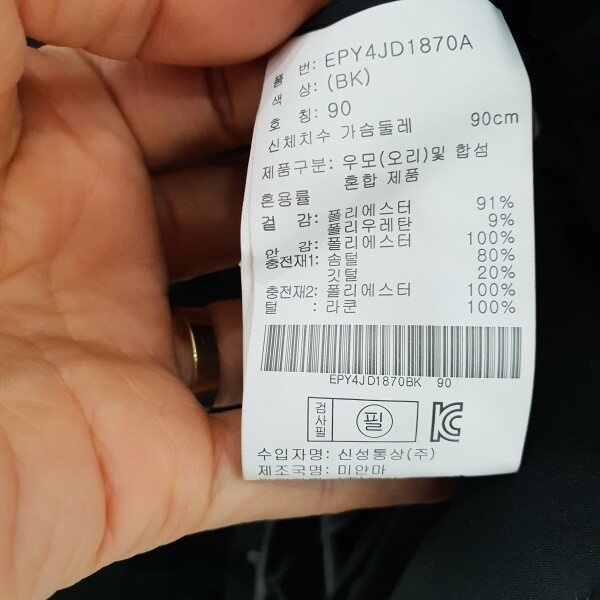 품 번: EPY4JD1870A
색 상: (BK)
호 칭: 90
신체치수 가슴둘레 90cm
제품구분: 우모(오리)및 합섬
혼합 제품
혼용률
겉 감: 폴리에스터 91%
폴리우레탄 9%
안 감: 폴리에스터 100%
충전재1: 솜털 80%
깃털 20%
충전재2: 폴리에스터 100%
털 : 라쿤 100%
EPY4JD1870BK 90
검사필 필
수입자명: 신성통상(주)
제조국명: 미얀마